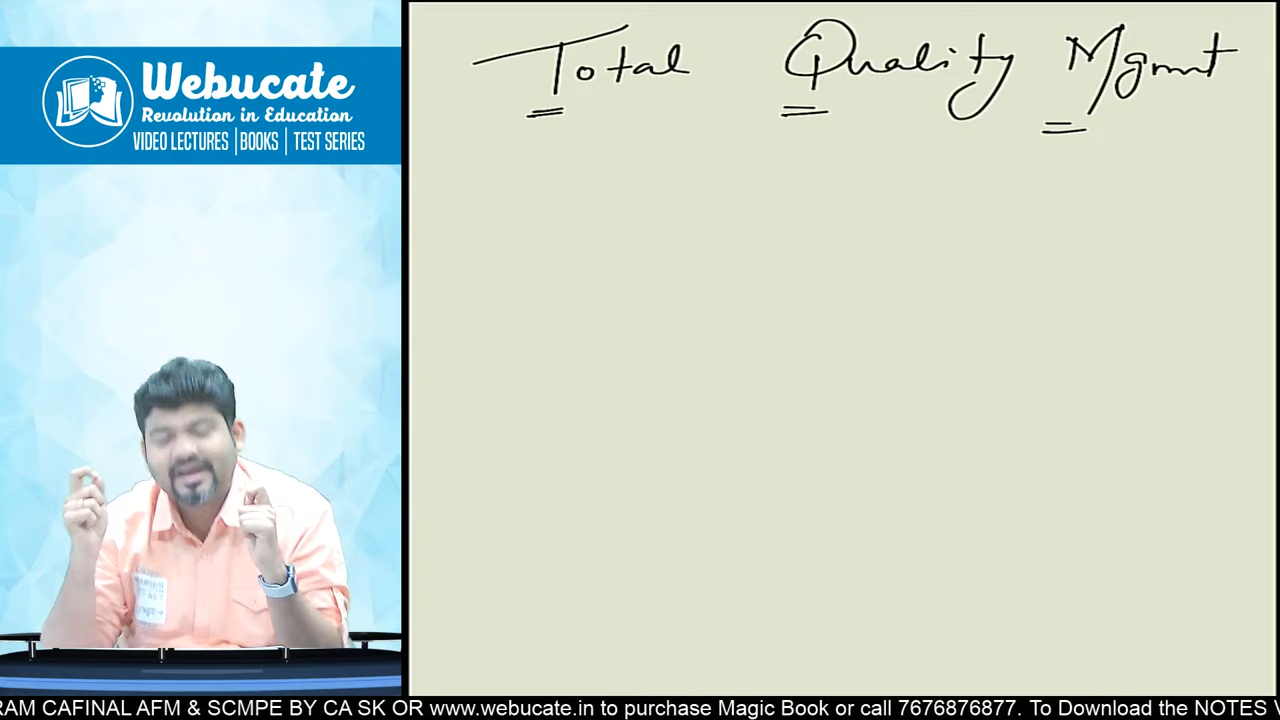 Total Quality Mgmnt
Webucate
Revolution in Education
VIDEO LECTURES | BOOKS | TEST SERIES
RAM CAFINAL AFM & SCMPE BY CA SK OR www.webucate.in to purchase Magic Book or call 7676876877. To Download the NOTES V